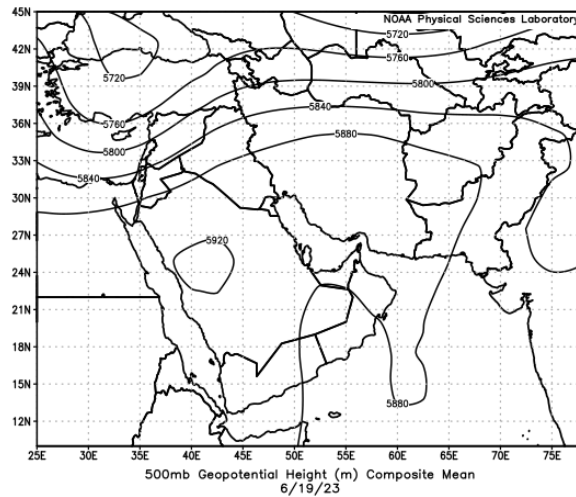 NOAA Physical Sciences Laboratory
45N
5720
5760
42N
5720
5800
39N
5760
5840
36N
5800
5880
33N
5840
30N
27N
5920
24N
21N
18N
15N
5880
12N
25E 30E 35E 40E 45E 50E 55E 60E 65E 70E 75E
500mb Geopotential Height (m) Composite Mean
6/19/23